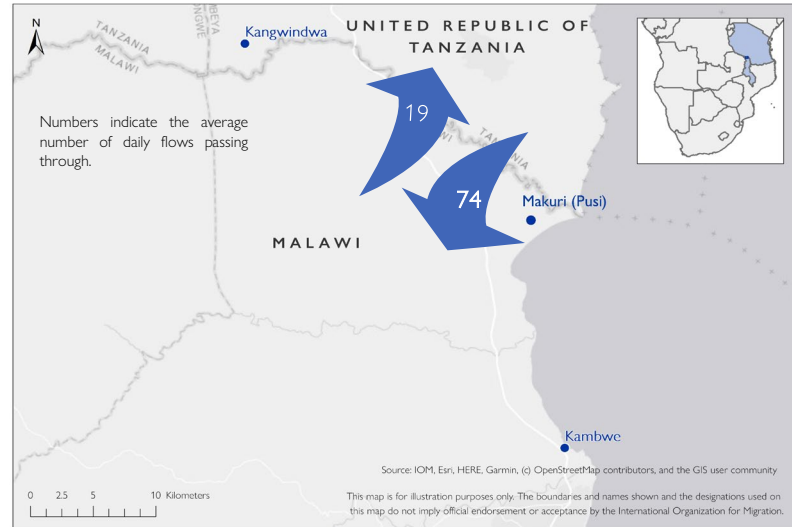 N
TANZANIA
MALAWI
ONGWE
MBEYA
Kangwindwa
UNITED REPUBLIC OF
TANZANIA
Numbers indicate the average
number of daily flows passing
through.
19
TANZANIA
WI
74
Makuri (Pusi)
MALAWI
Kambwe
Source: IOM, Esri, HERE, Garmin, (c) OpenStreetMap contributors, and the GIS user community
0 2.5 5 10 Kilometers
This map is for illustration purposes only. The boundaries and names shown and the designations used on
this map do not imply official endorsement or acceptance by the International Organization for Migration.